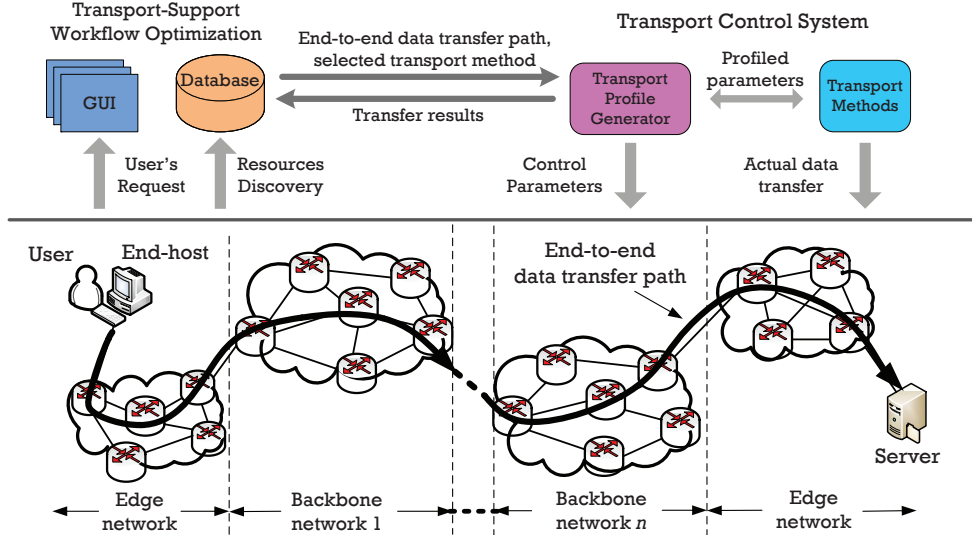 Transport-Support
Workflow Optimization
Transport Control System
End-to-end data transfer path,
selected transport method
GUI
Database
Transfer results
Transport
Profile
Generator
Profiled
parameters
Transport
Methods
User's
Request
Resources
Discovery
Control
Parameters
Actual data
transfer
User
End-host
End-to-end
data transfer path
Server
Edge
network
Backbone
network 1
Backbone
network n
Edge
network